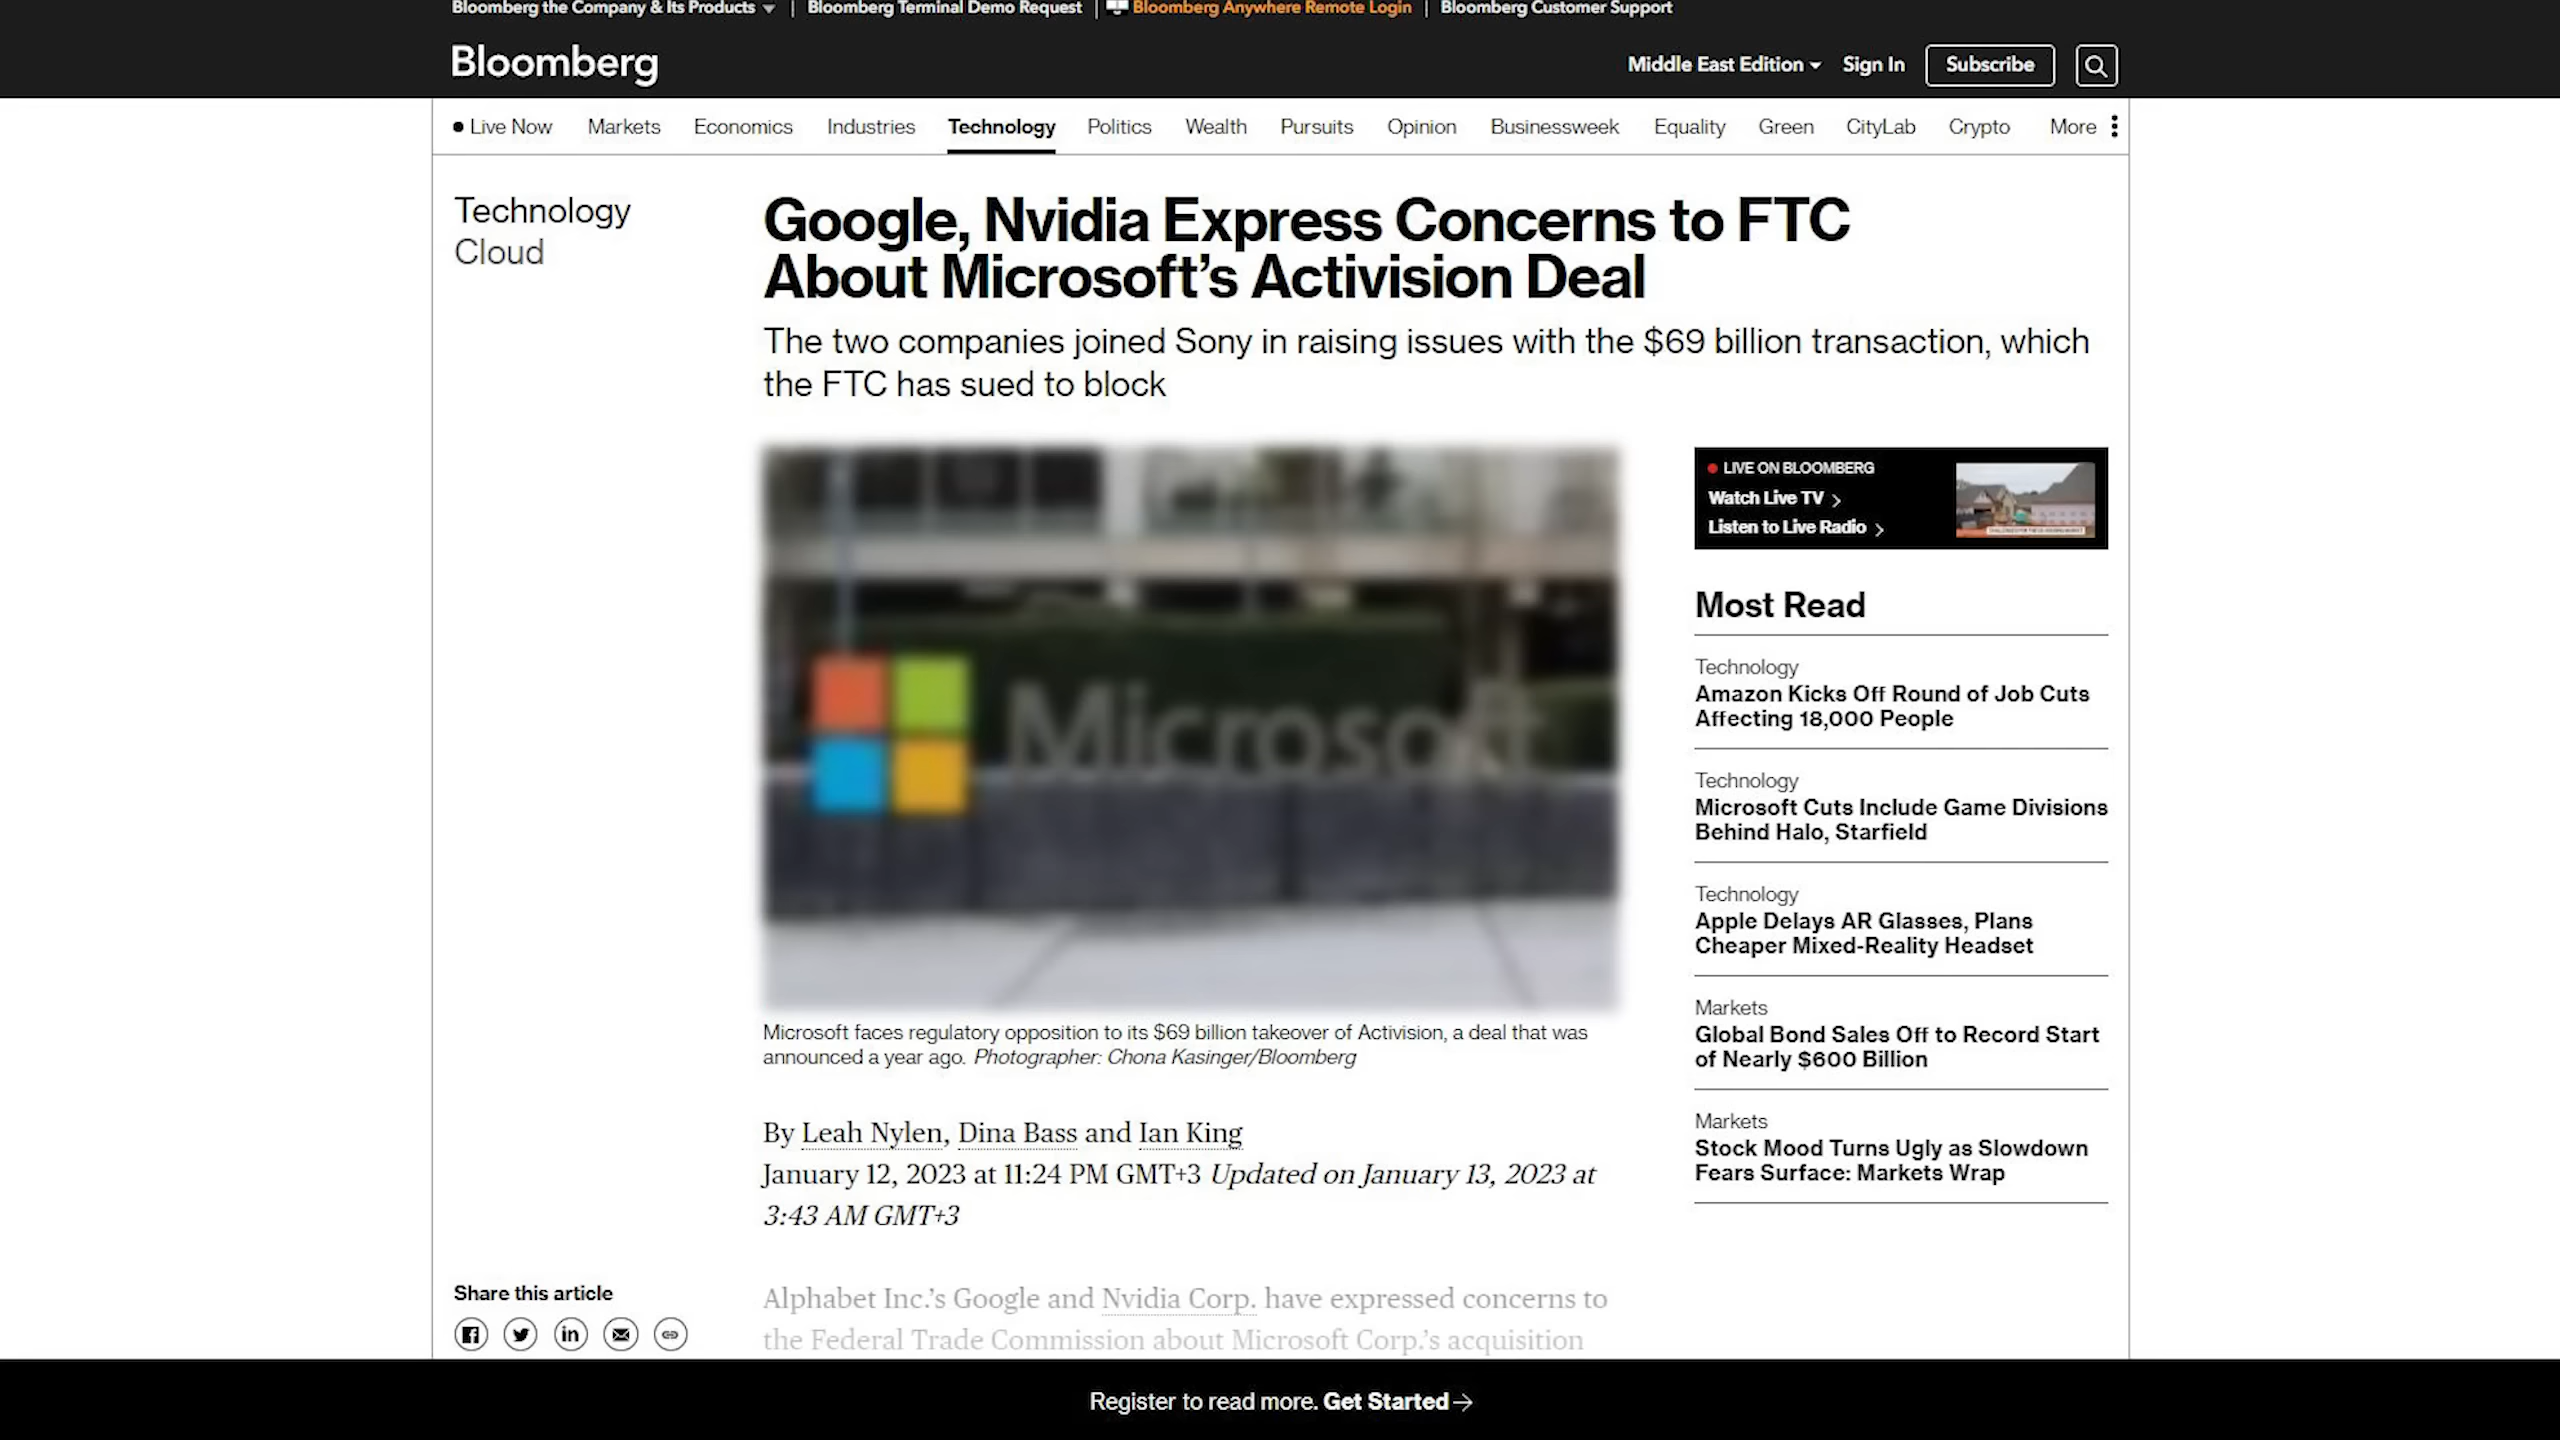 Bloomberg the Company & Its Products
Bloomberg Terminal Demo Request
Bloomberg Anywhere Remote Login
Bloomberg Customer Support
Bloomberg
Middle East Edition
Sign In
Subscribe
Live Now
Markets
Economics
Industries
Technology
Politics
Wealth
Pursuits
Opinion
Businessweek
Equality
Green
CityLab
Crypto
More
Technology
Cloud
Google, Nvidia Express Concerns to FTC
About Microsoft’s Activision Deal
The two companies joined Sony in raising issues with the $69 billion transaction, which
the FTC has sued to block
Microsoft
Microsoft faces regulatory opposition to its $69 billion takeover of Activision, a deal that was
announced a year ago. Photographer: Chona Kasinger/Bloomberg
By Leah Nylen, Dina Bass and Ian King
January 12, 2023 at 11:24 PM GMT+3 Updated on January 13, 2023 at
3:43 AM GMT+3
Share this article
Alphabet Inc.’s Google and Nvidia Corp. have expressed concerns to
the Federal Trade Commission about Microsoft Corp.’s acquisition
LIVE ON BLOOMBERG
Watch Live TV
Listen to Live Radio
Most Read
Technology
Amazon Kicks Off Round of Job Cuts
Affecting 18,000 People
Technology
Microsoft Cuts Include Game Divisions
Behind Halo, Starfield
Technology
Apple Delays AR Glasses, Plans
Cheaper Mixed-Reality Headset
Markets
Global Bond Sales Off to Record Start
of Nearly $600 Billion
Markets
Stock Mood Turns Ugly as Slowdown
Fears Surface: Markets Wrap
Register to read more. Get Started